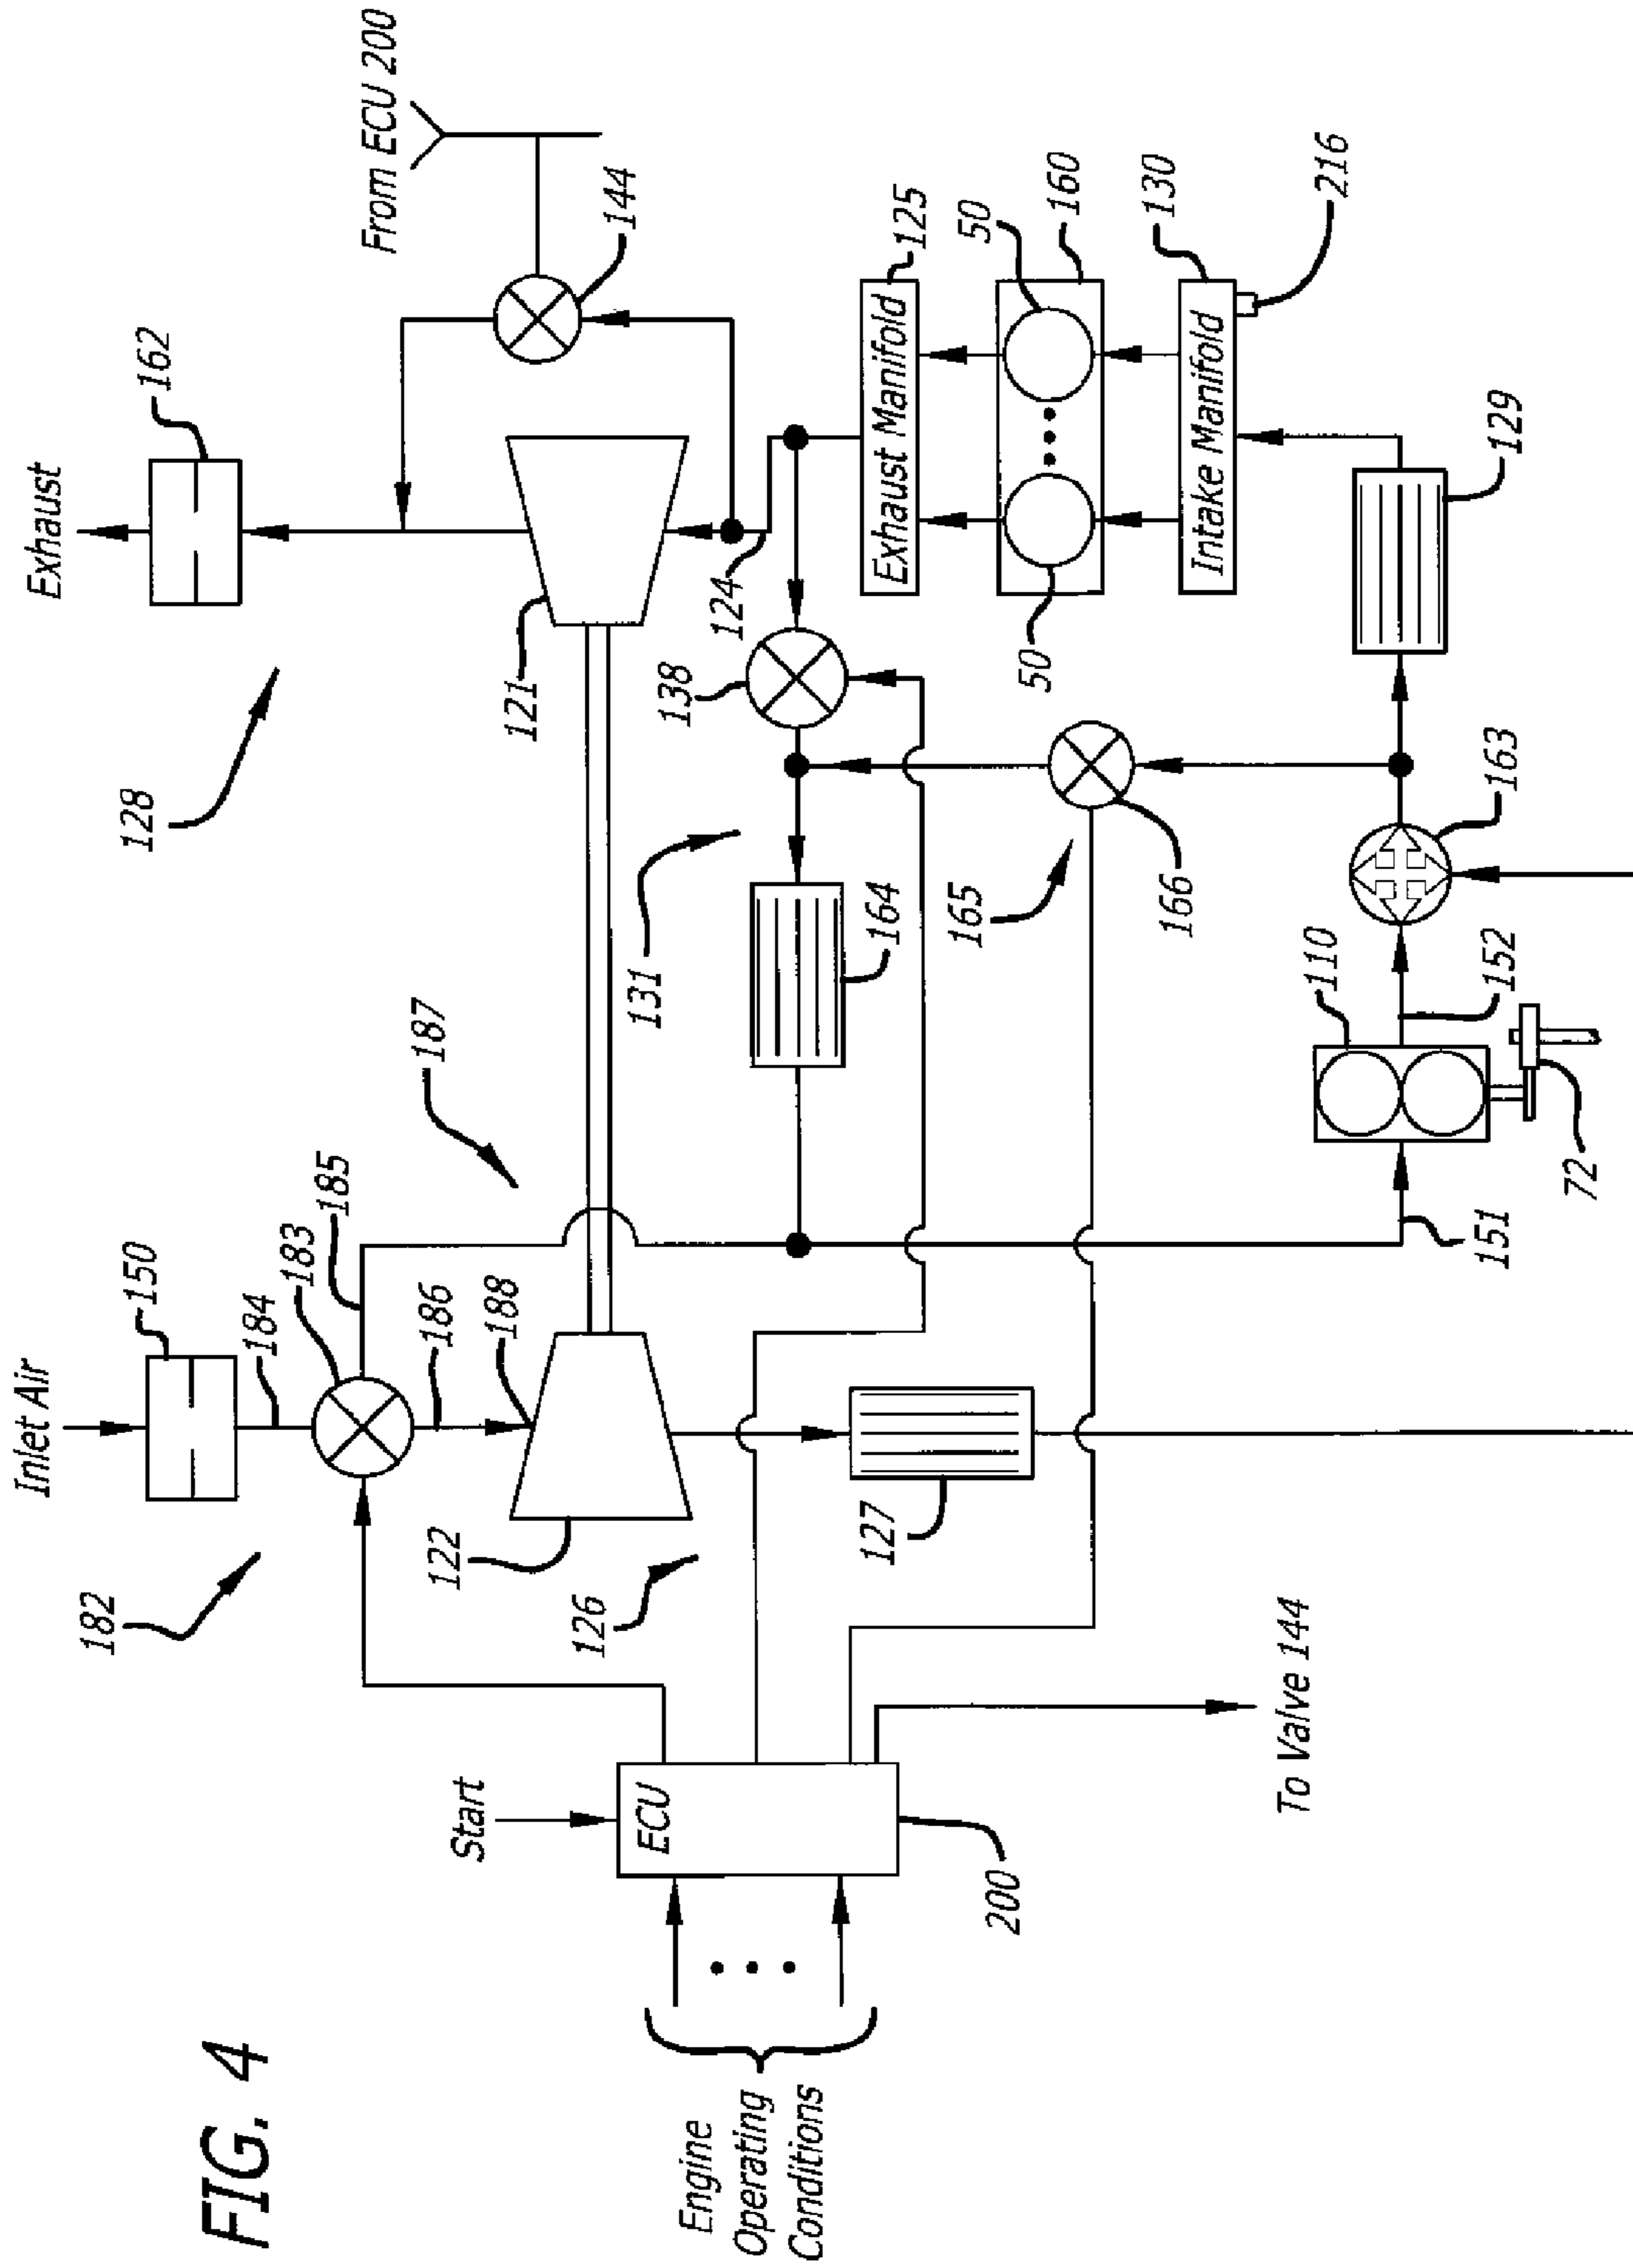 FIG. 4
Engine
Operating
Conditions
Start
ECU
200
To Valve 144
182
Inlet Air
150
184
183
185
186
188
122
126
127
187
128
Exhaust
162
From ECU 200
144
121
124
138
131
164
165
166
Exhaust Manifold
125
50
50
160
Intake Manifold
130
216
129
163
110
152
151
72